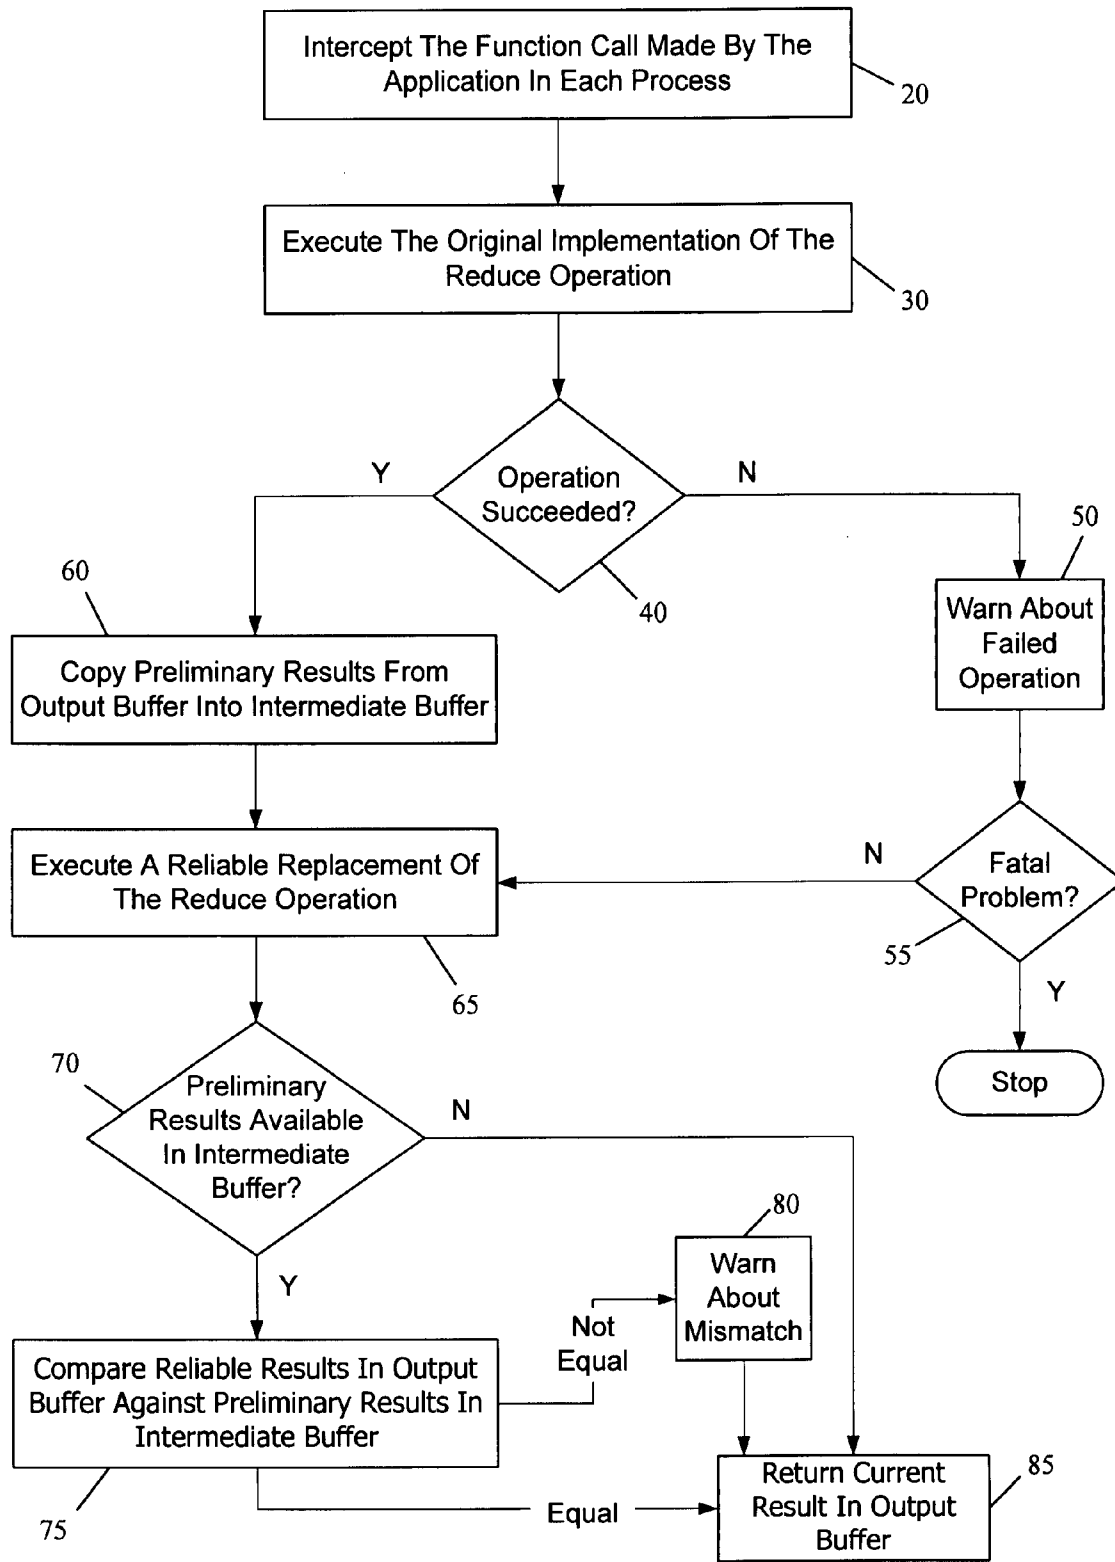 Intercept The Function Call Made By The
Application In Each Process
20
Execute The Original Implementation Of The
Reduce Operation
30
Y
Operation
Succeeded?
N
40
50
Warn About
Failed
Operation
60
Copy Preliminary Results From
Output Buffer Into Intermediate Buffer
Execute A Reliable Replacement Of
The Reduce Operation
65
N
Fatal
Problem?
55
Y
Stop
70
Preliminary
Results Available
In Intermediate
Buffer?
N
Y
80
Warn
About
Mismatch
Not
Equal
Compare Reliable Results In Output
Buffer Against Preliminary Results In
Intermediate Buffer
75
Equal
Return Current
Result In Output
Buffer
85